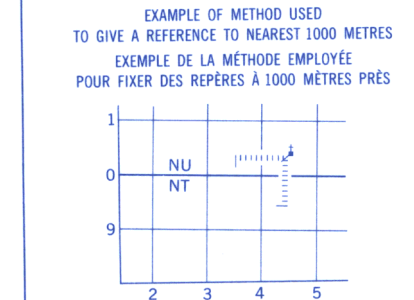 EXAMPLE OF METHOD USED
TO GIVE A REFERENCE TO NEAREST 1000 METRES
EXEMPLE DE LA MÉTHODE EMPLOYÉE
POUR FIXER DES REPÈRES À 1000 MÈTRES PRÈS
1
NU
0
NT
9
2 3 4 5